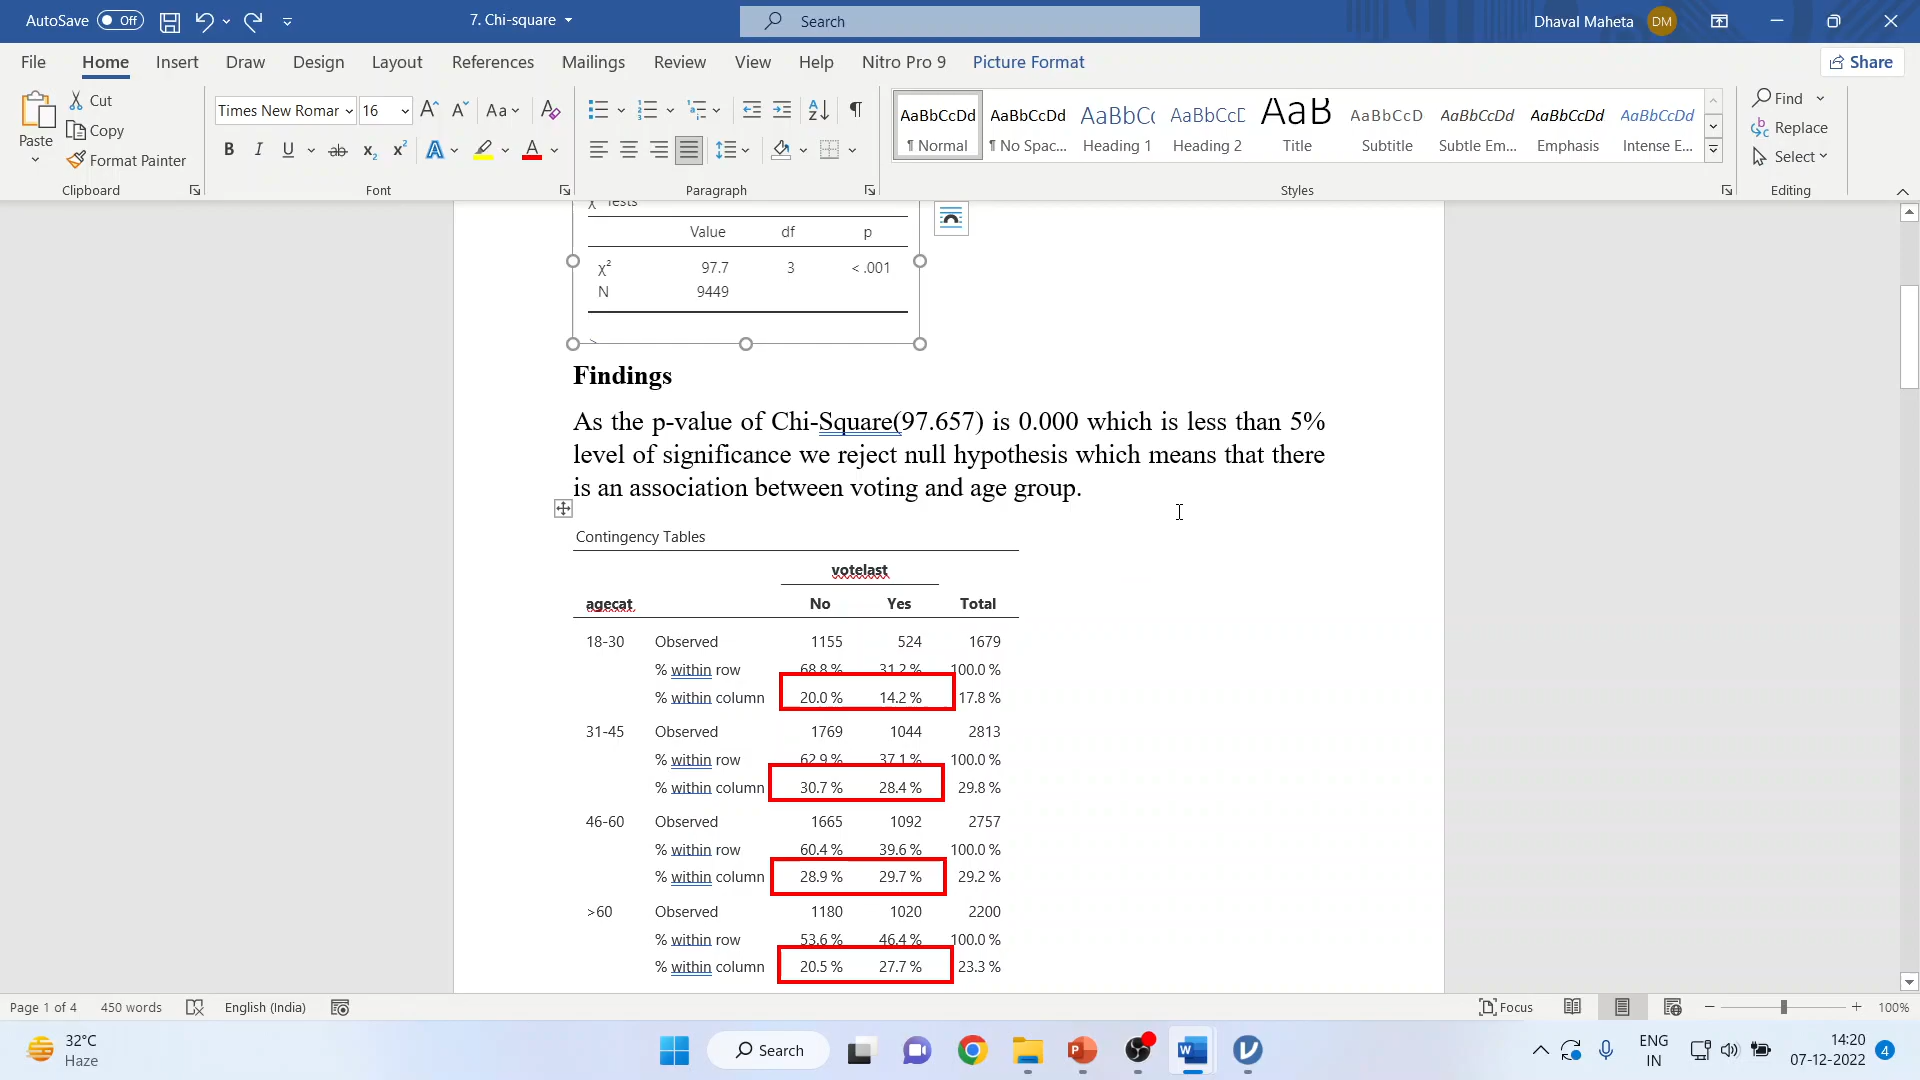 AutoSave Off 7. Chi-square Search Dhaval Maheta DM
File Home Insert Draw Design Layout References Mailings Review View Help Nitro Pro 9 Picture Format Share
Paste Cut Copy Format Painter
Times New Romar 16 Aa
B I U ab x₂ x² A A
AaBbCcDd AaBbCcDd AaBbCc AaBbCcD AaB AaBbCcD AaBbCcDd AaBbCcDd AaBbCcDd
¶ Normal ¶ No Spac... Heading 1 Heading 2 Title Subtitle Subtle Em... Emphasis Intense E...
Find
Replace
Select
Clipboard Font Paragraph Styles Editing
χ² Tests
Value df p
χ² 97.7 3 < .001
N 9449
Findings
As the p-value of Chi-Square(97.657) is 0.000 which is less than 5%
level of significance we reject null hypothesis which means that there
is an association between voting and age group.
Contingency Tables
votelast
agecat No Yes Total
18-30 Observed 1155 524 1679
% within row 68.8 % 31.2 % 100.0 %
% within column 20.0 % 14.2 % 17.8 %
31-45 Observed 1769 1044 2813
% within row 62.9 % 37.1 % 100.0 %
% within column 30.7 % 28.4 % 29.8 %
46-60 Observed 1665 1092 2757
% within row 60.4 % 39.6 % 100.0 %
% within column 28.9 % 29.7 % 29.2 %
>60 Observed 1180 1020 2200
% within row 53.6 % 46.4 % 100.0 %
% within column 20.5 % 27.7 % 23.3 %
Page 1 of 4 450 words English (India) Focus 100%
32°C
Haze
Search
ENG
IN
14:20
07-12-2022
4